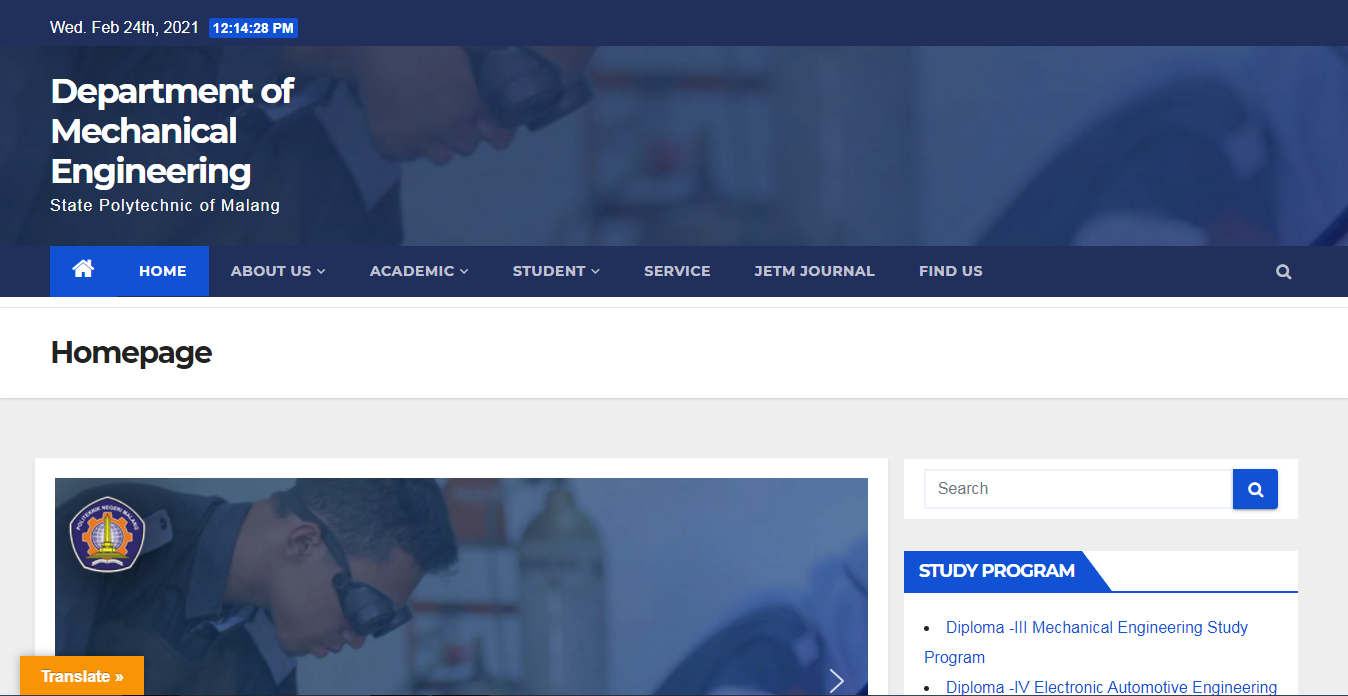 Wed. Feb 24th, 2021 12:14:28 PM
Department of
Mechanical
Engineering
State Polytechnic of Malang
HOME ABOUT US ACADEMIC STUDENT SERVICE JETM JOURNAL FIND US
Homepage
POLITEKNIK NEGERI MALANG
Search
STUDY PROGRAM
Diploma -III Mechanical Engineering Study
Program
Diploma -IV Electronic Automotive Engineering
Translate »